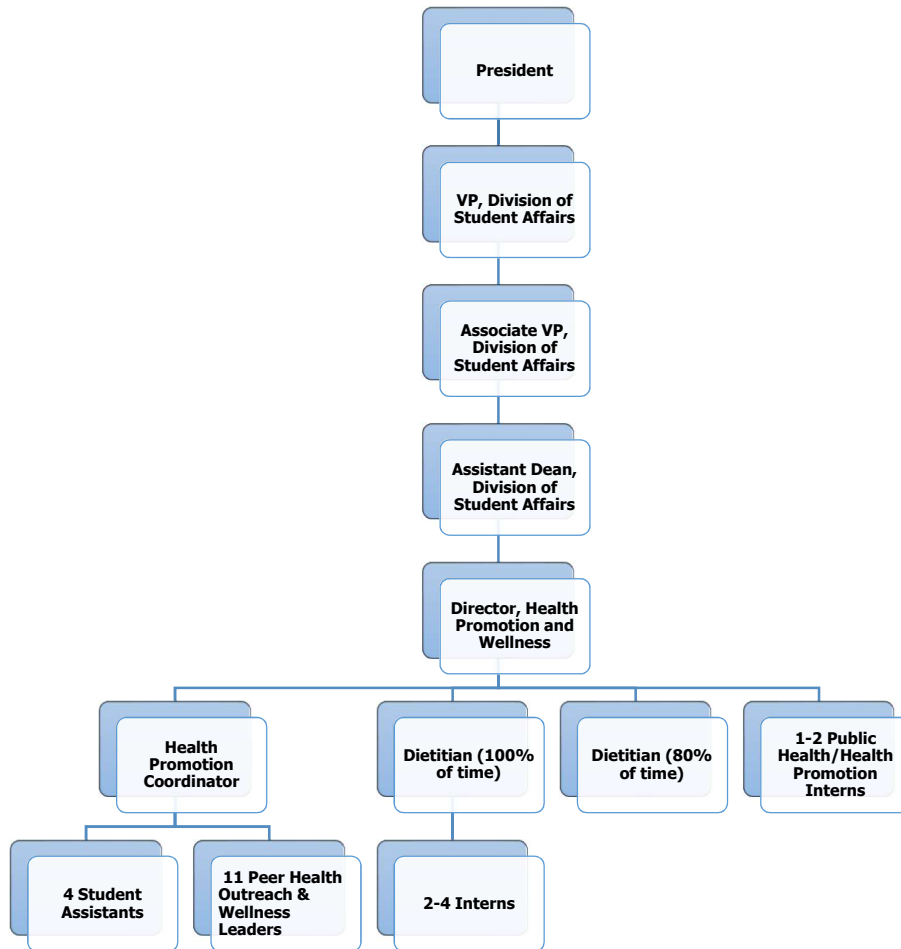 President
VP, Division of
Student Affairs
Associate VP,
Division of
Student Affairs
Assistant Dean,
Division of
Student Affairs
Director, Health
Promotion and
Wellness
Health
Promotion
Coordinator
Dietitian (100%
of time)
Dietitian (80%
of time)
1-2 Public
Health/Health
Promotion
Interns
4 Student
Assistants
11 Peer Health
Outreach &
Wellness
Leaders
2-4 Interns